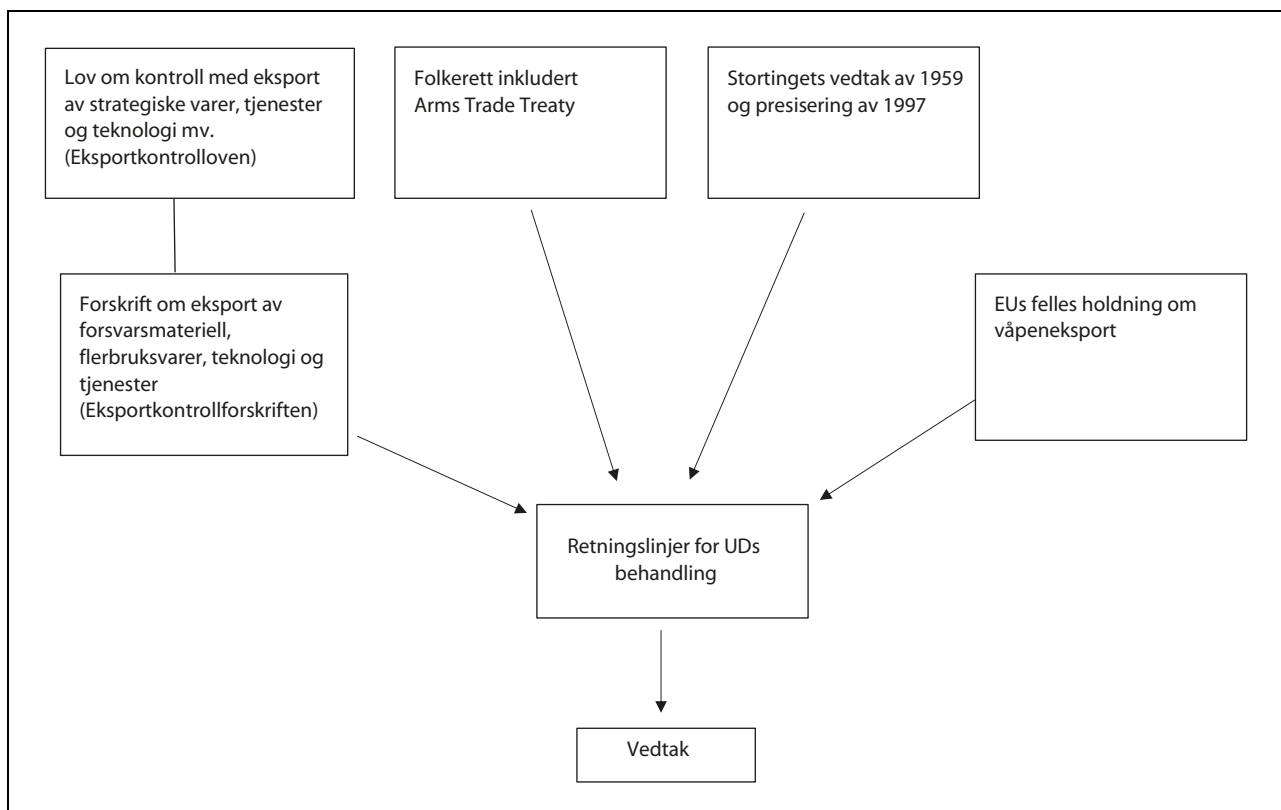 Lov om kontroll med eksport
av strategiske varer, tjenester
og teknologi mv.
(Eksportkontrolloven)
Folkerett inkludert
Arms Trade Treaty
Stortingets vedtak av 1959
og presisering av 1997
Forskrift om eksport av
forsvarsmateriell,
flerbruksvarer, teknologi og
tjenester
(Eksportkontrollforskriften)
EUs felles holdning om
våpeneksport
Retningslinjer for UDs
behandling
Vedtak